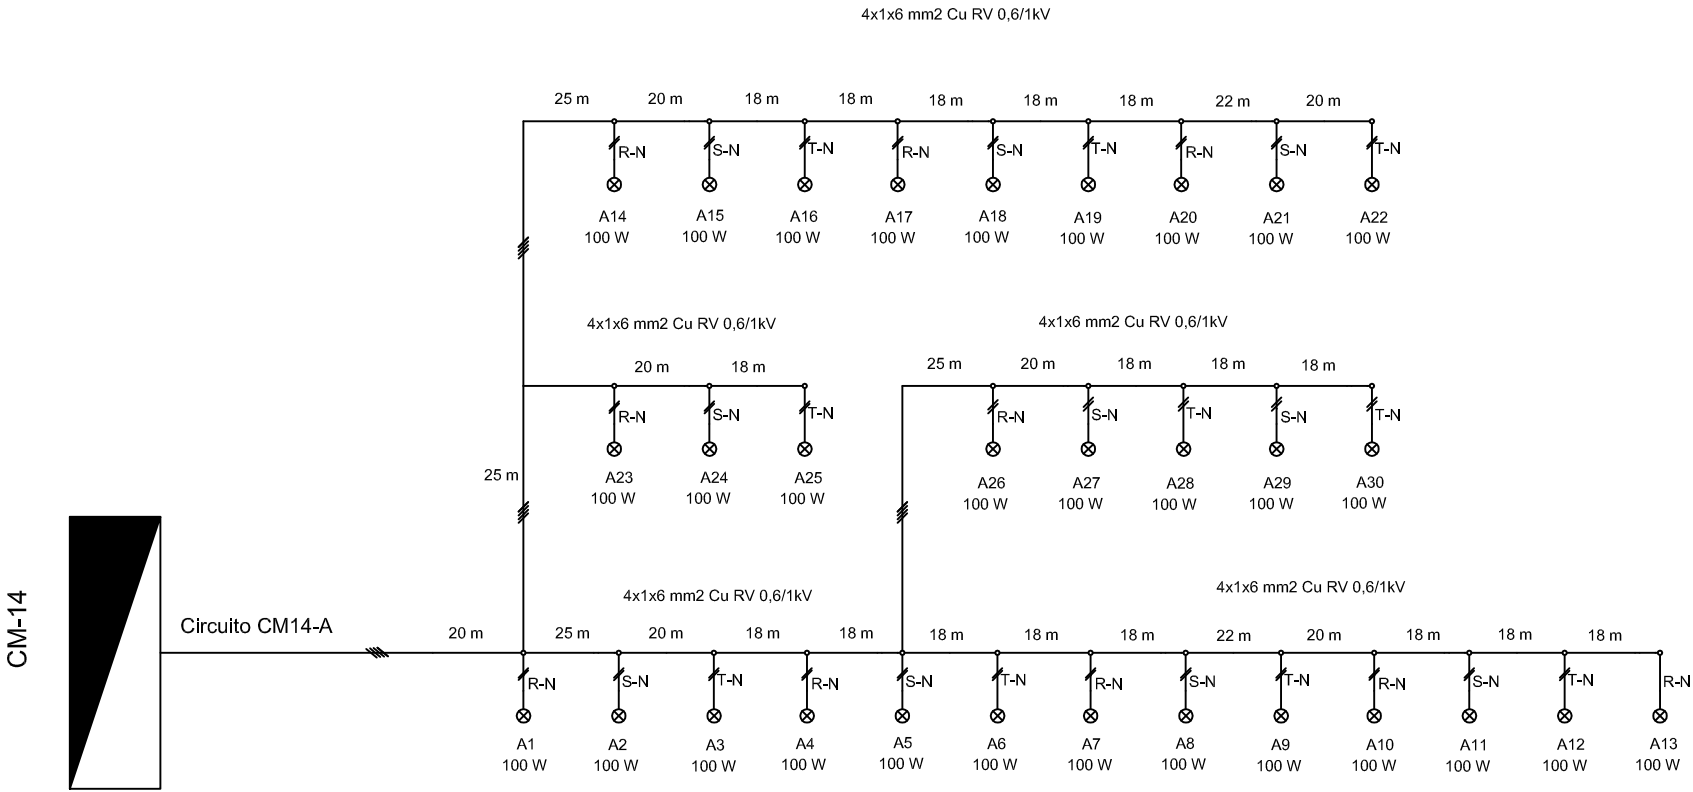 4x1x6 mm2 Cu RV 0,6/1kV
25 m 20 m 18 m 18 m 18 m 18 m 18 m 22 m 20 m
R-N S-N T-N R-N S-N T-N R-N S-N T-N
A14 A15 A16 A17 A18 A19 A20 A21 A22
100 W 100 W 100 W 100 W 100 W 100 W 100 W 100 W 100 W
4x1x6 mm2 Cu RV 0,6/1kV
20 m 18 m
R-N S-N T-N
A23 A24 A25
100 W 100 W 100 W
4x1x6 mm2 Cu RV 0,6/1kV
25 m 20 m 18 m 18 m 18 m
R-N S-N T-N S-N T-N
A26 A27 A28 A29 A30
100 W 100 W 100 W 100 W 100 W
25 m
CM-14
Circuito CM14-A
4x1x6 mm2 Cu RV 0,6/1kV
4x1x6 mm2 Cu RV 0,6/1kV
20 m 25 m 20 m 18 m 18 m 18 m 18 m 18 m 22 m 20 m 18 m 18 m 18 m
R-N S-N T-N R-N S-N T-N R-N S-N T-N R-N S-N T-N R-N
A1 A2 A3 A4 A5 A6 A7 A8 A9 A10 A11 A12 A13
100 W 100 W 100 W 100 W 100 W 100 W 100 W 100 W 100 W 100 W 100 W 100 W 100 W